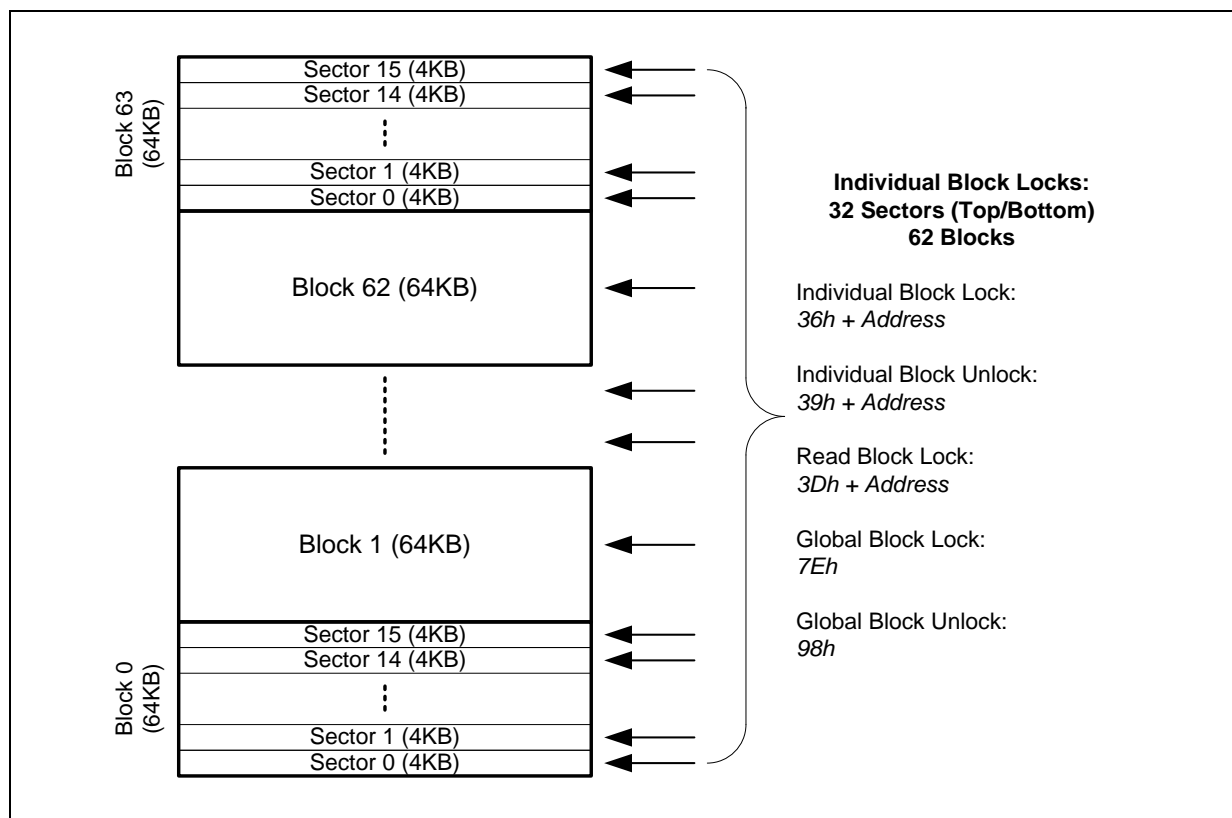 Block 63
(64KB)
Sector 15 (4KB)
Sector 14 (4KB)
Sector 1 (4KB)
Sector 0 (4KB)
Block 62 (64KB)
Block 1 (64KB)
Block 0
(64KB)
Sector 15 (4KB)
Sector 14 (4KB)
Sector 1 (4KB)
Sector 0 (4KB)
Individual Block Locks:
32 Sectors (Top/Bottom)
62 Blocks
Individual Block Lock:
36h + Address
Individual Block Unlock:
39h + Address
Read Block Lock:
3Dh + Address
Global Block Lock:
7Eh
Global Block Unlock:
98h